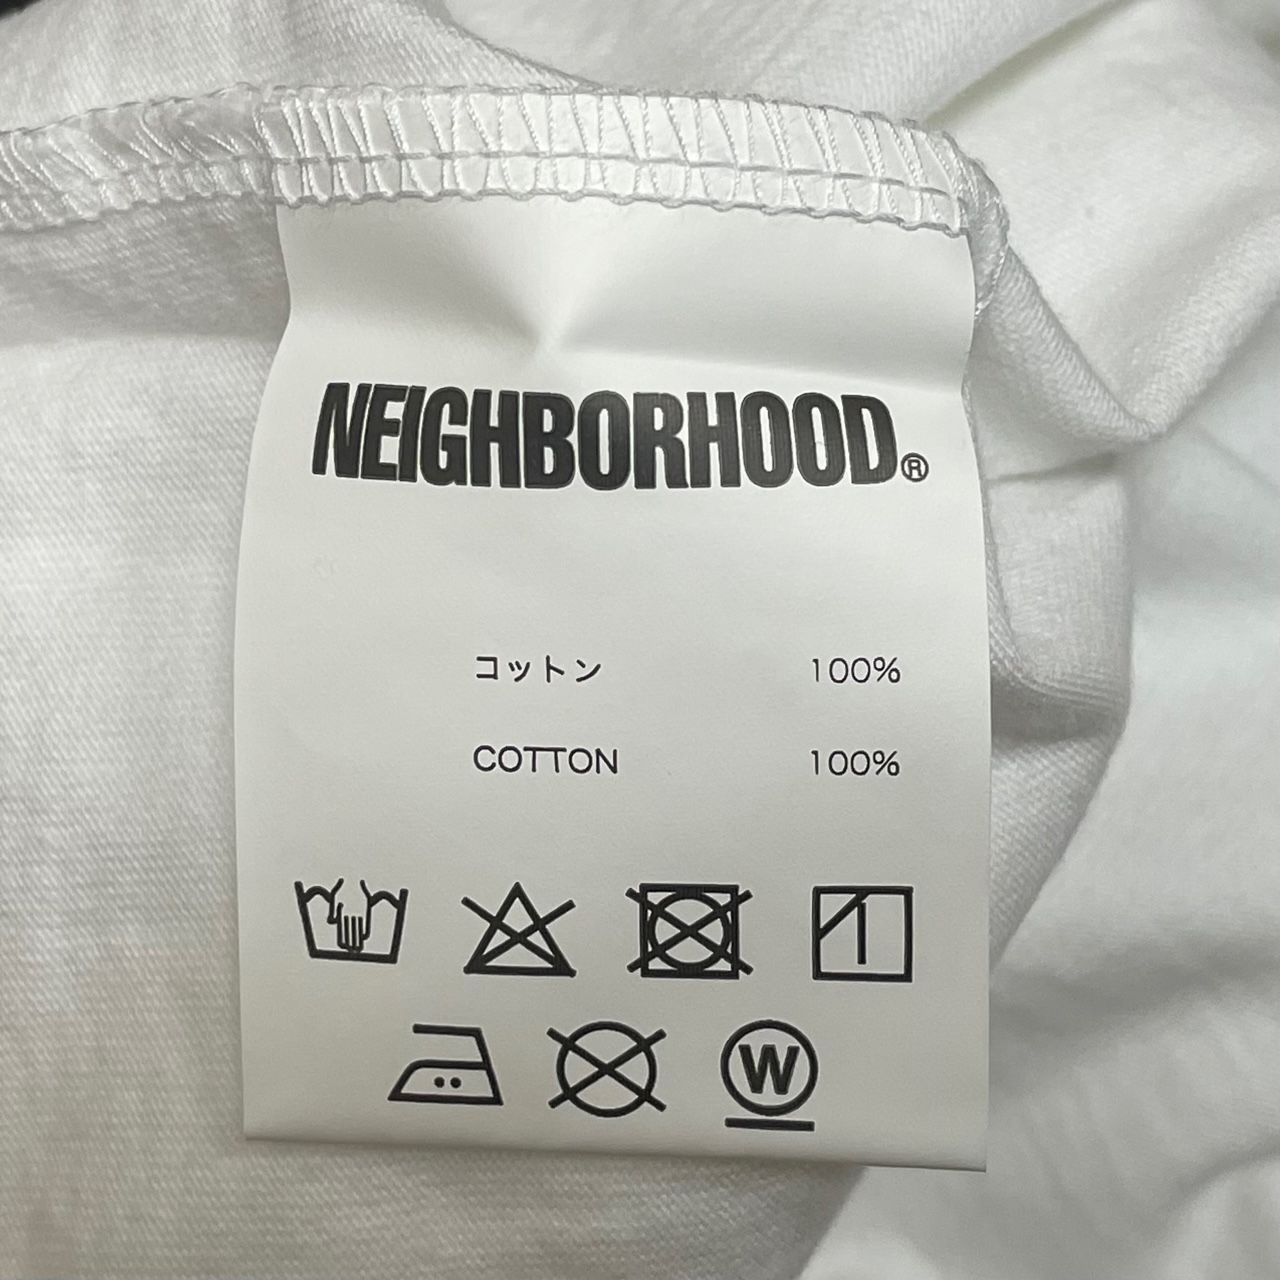 NEIGHBORHOOD®
コットン 100%
COTTON 100%
W